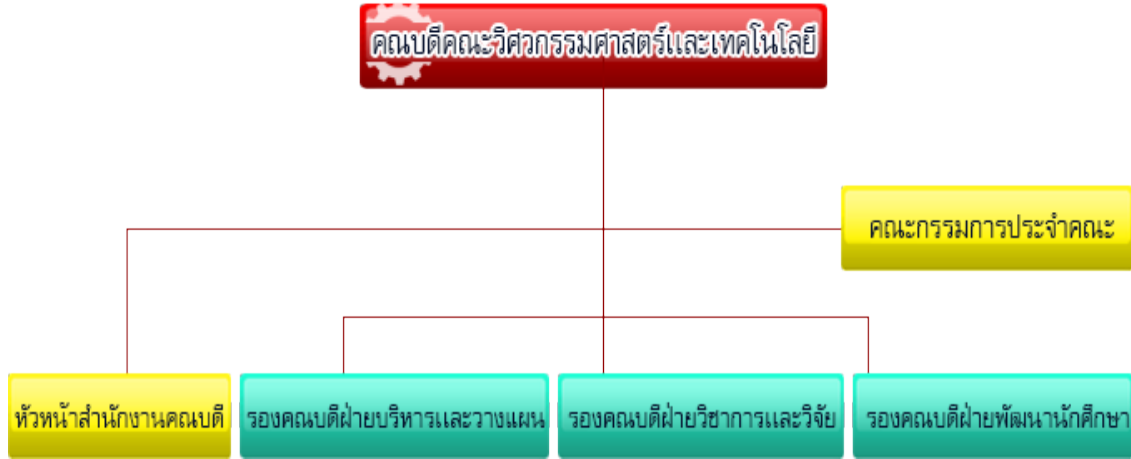 คณบดีคณะวิศวกรรมศาสตร์และเทคโนโลยี
คณะกรรมการประจำคณะ
หัวหน้าสำนักงานคณบดี
รองคณบดีฝ่ายบริหารและวางแผน
รองคณบดีฝ่ายวิชาการและวิจัย
รองคณบดีฝ่ายพัฒนานักศึกษา